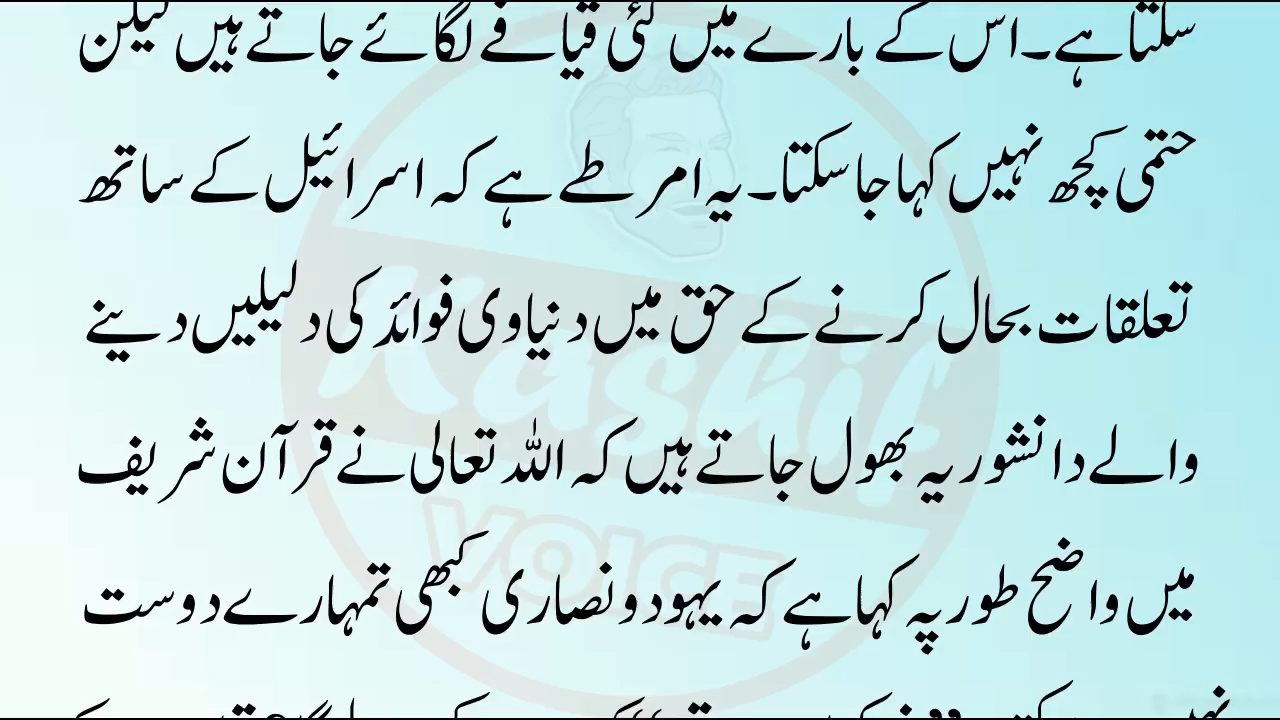 سکتا ہے۔ اس کے بارے میں کئی قیافے لگائے جاتے ہیں لیکن
حتمی کچھ نہیں کہا جا سکتا۔ یہ امر طے ہے کہ اسرائیل کے ساتھ
تعلقات بحال کرنے کے حق میں دنیاوی فوائد کی دلیلیں دینے
والے دانشور یہ بھول جاتے ہیں کہ اللہ تعالی نے قرآن شریف
میں واضح طور پہ کہا ہے کہ یہود و نصاری کبھی تمہارے دوست
نہیں
Kashif
VOICE